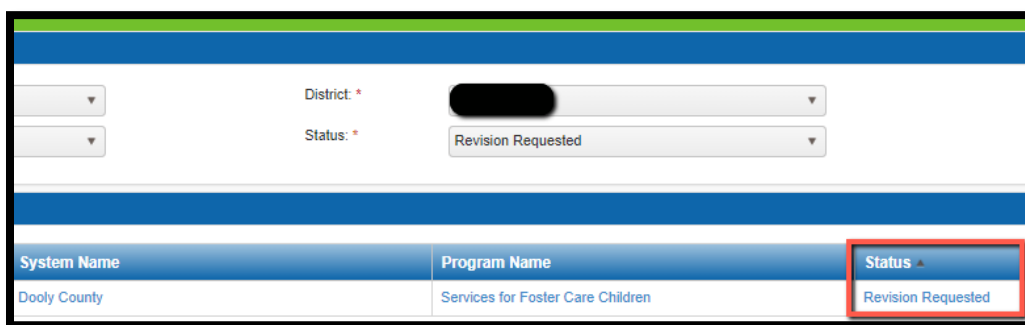 District: *
Status: * Revision Requested
System Name Program Name Status
Dooly County Services for Foster Care Children Revision Requested